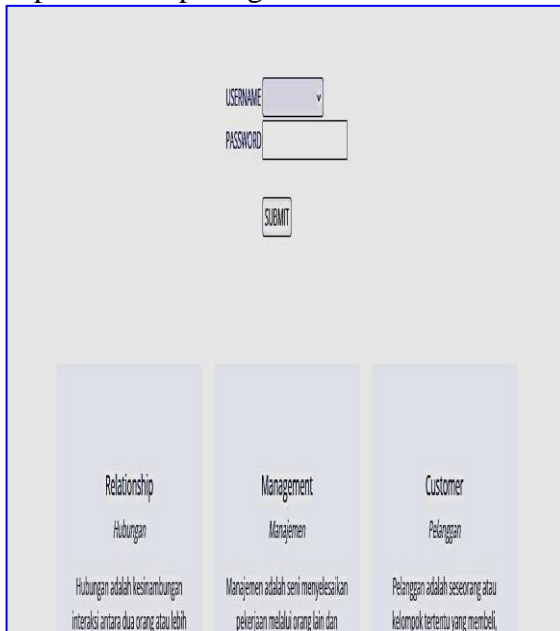 USERNAME
PASSWORD
SUBMIT
Relationship
Hubungan
Hubungan adalah kesinambungan
interaksi antara dua orang atau lebih
Management
Manajemen
Manajemen adalah seni menyelesaikan
pekerjaan melalui orang lain dan
Customer
Pelanggan
Pelanggan adalah seseorang atau
kelompok tertentu yang membeli,